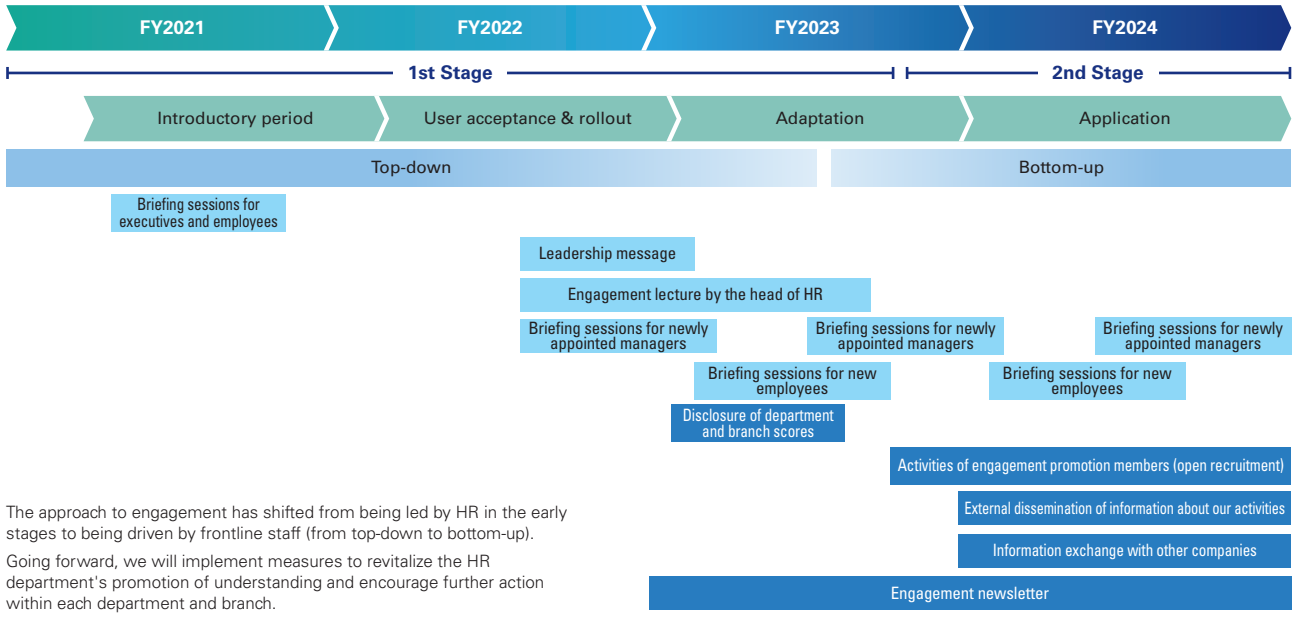 FY2021
FY2022
FY2023
FY2024
1st Stage
2nd Stage
Introductory period
User acceptance & rollout
Adaptation
Application
Top-down
Bottom-up
Briefing sessions for
executives and employees
Leadership message
Engagement lecture by the head of HR
Briefing sessions for newly
appointed managers
Briefing sessions for newly
appointed managers
Briefing sessions for newly
appointed managers
Briefing sessions for new
employees
Briefing sessions for new
employees
Disclosure of department
and branch scores
Activities of engagement promotion members (open recruitment)
External dissemination of information about our activities
Information exchange with other companies
Engagement newsletter
The approach to engagement has shifted from being led by HR in the early
stages to being driven by frontline staff (from top-down to bottom-up).
Going forward, we will implement measures to revitalize the HR
department's promotion of understanding and encourage further action
within each department and branch.